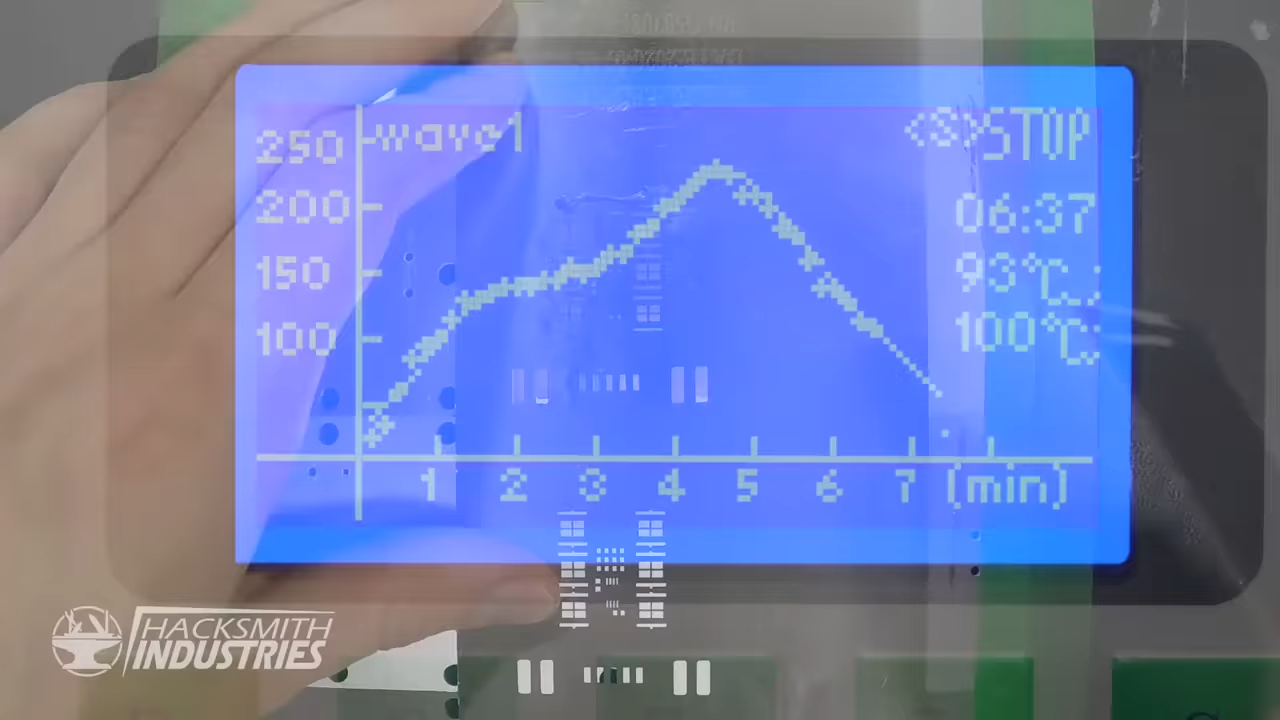 wave1
<S>STOP
250
200
150
100
06:37
93℃
100℃
1 2 3 4 5 6 7 (min)
HACKSMITH
INDUSTRIES